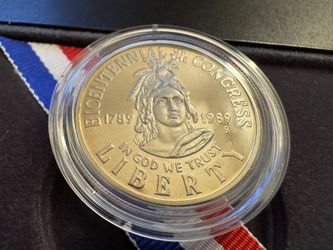 BICENTENNIAL OF THE CONGRESS
1789 1989
S
IN GOD WE TRUST
LIBERTY